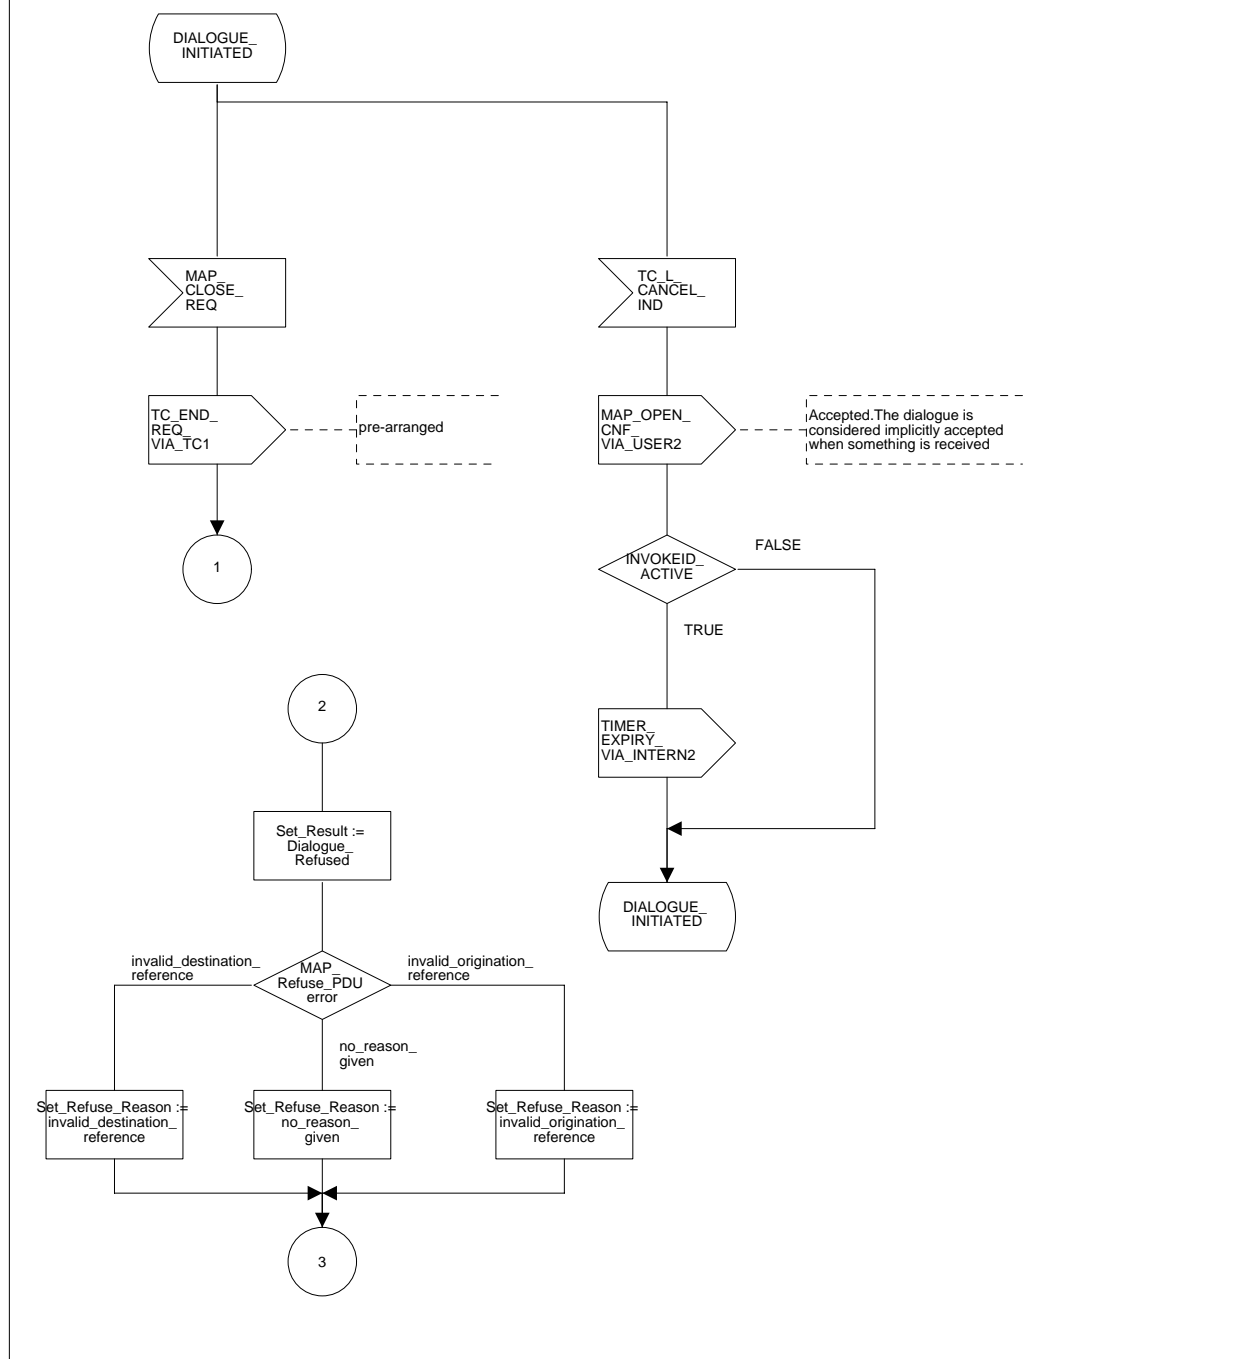 DIALOGUE_
INITIATED
MAP_
CLOSE_
REQ
TC_L_
CANCEL_
IND
TC_END_
REQ_
VIA_TC1
pre-arranged
MAP_OPEN_
CNF_
VIA_USER2
Accepted.The dialogue is
considered implicitly accepted
when something is received
1
INVOKEID_
ACTIVE
FALSE
TRUE
2
TIMER_
EXPIRY_
VIA_INTERN2
Set_Result :=
Dialogue_
Refused
DIALOGUE_
INITIATED
invalid_destination_
reference
MAP_
Refuse_PDU
error
invalid_origination_
reference
no_reason_
given
Set_Refuse_Reason :=
invalid_destination_
reference
Set_Refuse_Reason :=
no_reason_
given
Set_Refuse_Reason :=
invalid_origination_
reference
3